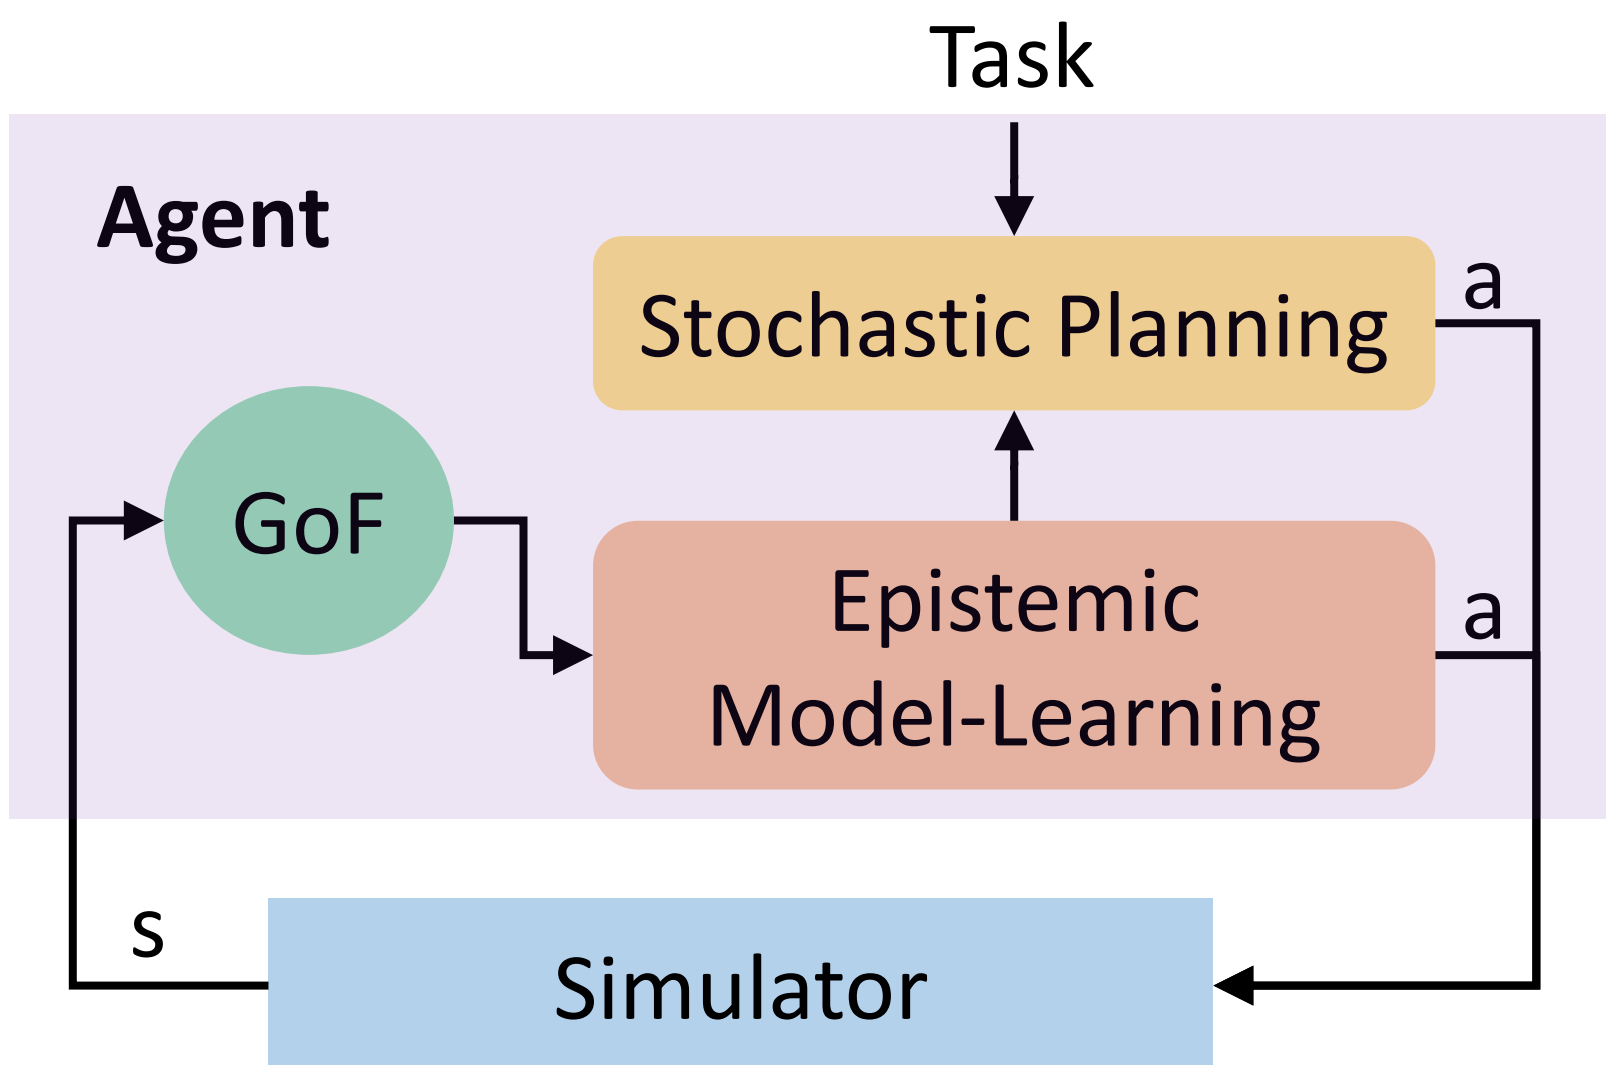 Task
Agent
Stochastic Planning
a
GoF
Epistemic
Model-Learning
a
s
Simulator